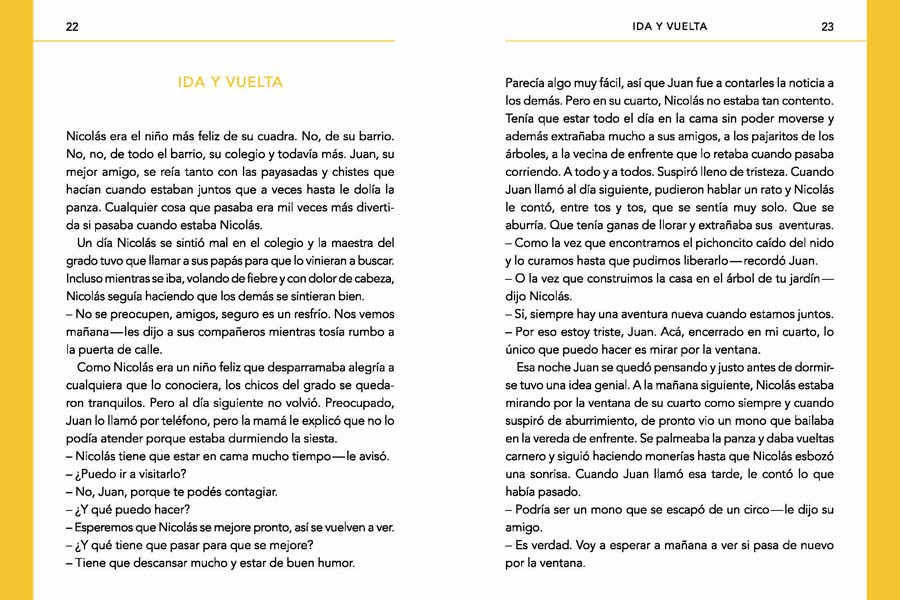 22
IDA Y VUELTA
Nicolás era el niño más feliz de su cuadra. No, de su barrio.
No, no, de todo el barrio, su colegio y todavía más. Juan, su
mejor amigo, se reía tanto con las payasadas y chistes que
hacían cuando estaban juntos que a veces hasta le dolía la
panza. Cualquier cosa que pasaba era mil veces más diverti-
da si pasaba cuando estaba Nicolás.
Un día Nicolás se sintió mal en el colegio y la maestra del
grado tuvo que llamar a sus papás para que lo vinieran a buscar.
Incluso mientras se iba, volando de fiebre y con dolor de cabeza,
Nicolás seguía haciendo que los demás se sintieran bien.
– No se preocupen, amigos, seguro es un resfrío. Nos vemos
mañana—les dijo a sus compañeros mientras tosía rumbo a
la puerta de calle.
Como Nicolás era un niño feliz que desparramaba alegría a
cualquiera que lo conociera, los chicos del grado se queda-
ron tranquilos. Pero al día siguiente no volvió. Preocupado,
Juan lo llamó por teléfono, pero la mamá le explicó que no lo
podía atender porque estaba durmiendo la siesta.
– Nicolás tiene que estar en cama mucho tiempo—le avisó.
– ¿Puedo ir a visitarlo?
– No, Juan, porque te podés contagiar.
– ¿Y qué puedo hacer?
– Esperemos que Nicolás se mejore pronto, así se vuelven a ver.
– ¿Y qué tiene que pasar para que se mejore?
– Tiene que descansar mucho y estar de buen humor.
IDA Y VUELTA
23
Parecía algo muy fácil, así que Juan fue a contarles la noticia a
los demás. Pero en su cuarto, Nicolás no estaba tan contento.
Tenía que estar todo el día en la cama sin poder moverse y
además extrañaba mucho a sus amigos, a los pajaritos de los
árboles, a la vecina de enfrente que lo retaba cuando pasaba
corriendo. A todo y a todos. Suspiró lleno de tristeza. Cuando
Juan llamó al día siguiente, pudieron hablar un rato y Nicolás
le contó, entre tos y tos, que se sentía muy solo. Que se
aburría. Que tenía ganas de llorar y extrañaba sus aventuras.
– Como la vez que encontramos el pichoncito caído del nido
y lo curamos hasta que pudimos liberarlo—recordó Juan.
– O la vez que construimos la casa en el árbol de tu jardín—
dijo Nicolás.
– Sí, siempre hay una aventura nueva cuando estamos juntos.
– Por eso estoy triste, Juan. Acá, encerrado en mi cuarto, lo
único que puedo hacer es mirar por la ventana.
Esa noche Juan se quedó pensando y justo antes de dormir-
se tuvo una idea genial. A la mañana siguiente, Nicolás estaba
mirando por la ventana de su cuarto como siempre y cuando
suspiró de aburrimiento, de pronto vio un mono que bailaba
en la vereda de enfrente. Se palmeaba la panza y daba vueltas
carnero y siguió haciendo monerías hasta que Nicolás esbozó
una sonrisa. Cuando Juan llamó esa tarde, le contó lo que
había pasado.
– Podría ser un mono que se escapó de un circo—le dijo su
amigo.
– Es verdad. Voy a esperar a mañana a ver si pasa de nuevo
por la ventana.